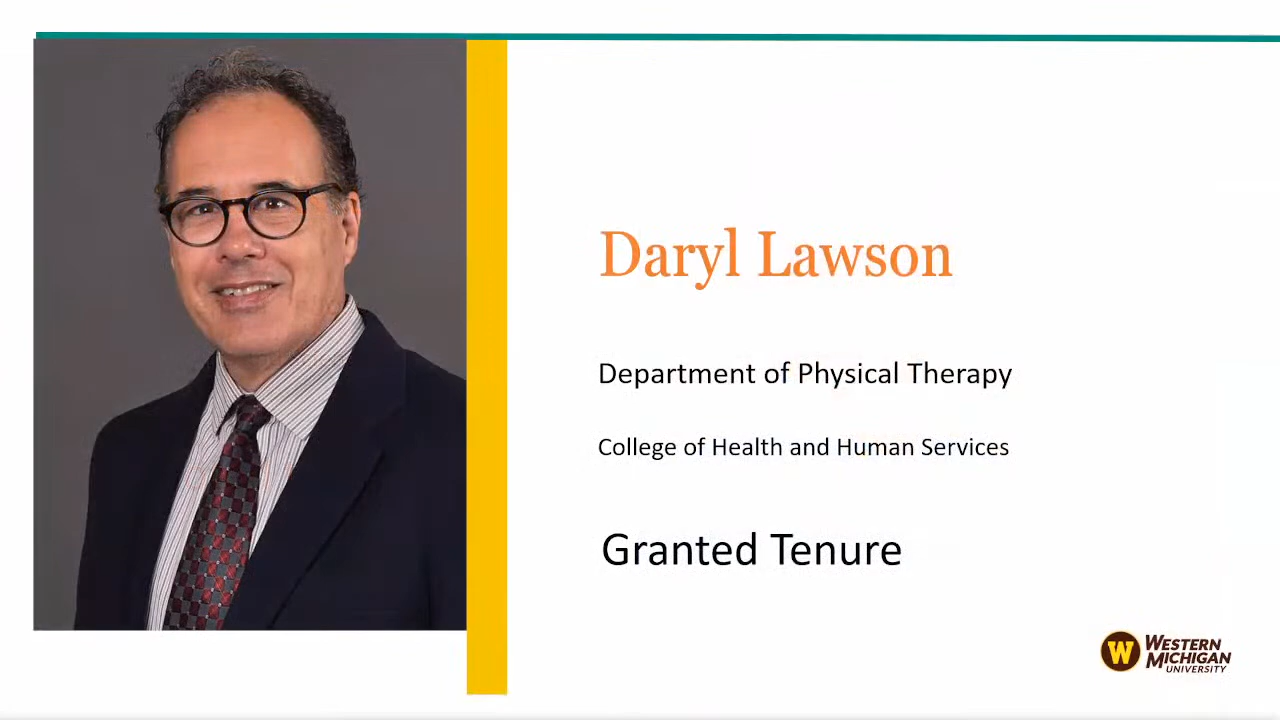 Daryl Lawson
Department of Physical Therapy
College of Health and Human Services
Granted Tenure
W
WESTERN
MICHIGAN
UNIVERSITY